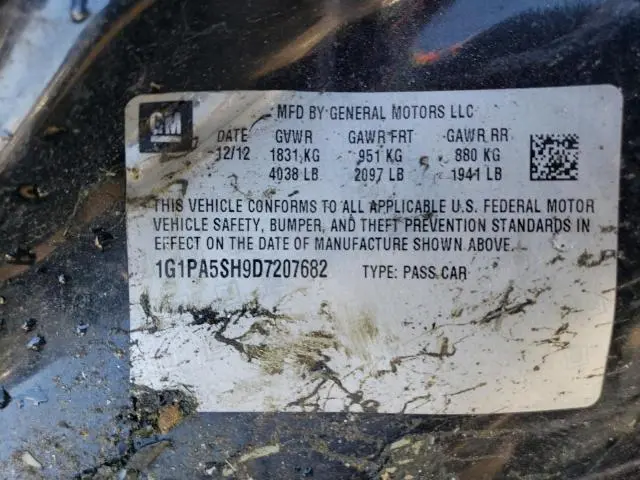 GM
MFD BY GENERAL MOTORS LLC
DATE GVWR GAWR FRT GAWR RR
12/12 1831 KG 951 KG 880 KG
4038 LB 2097 LB 1941 LB
THIS VEHICLE CONFORMS TO ALL APPLICABLE U.S. FEDERAL MOTOR
VEHICLE SAFETY, BUMPER, AND THEFT PREVENTION STANDARDS IN
EFFECT ON THE DATE OF MANUFACTURE SHOWN ABOVE.
1G1PA5SH9D7207682 TYPE: PASS CAR